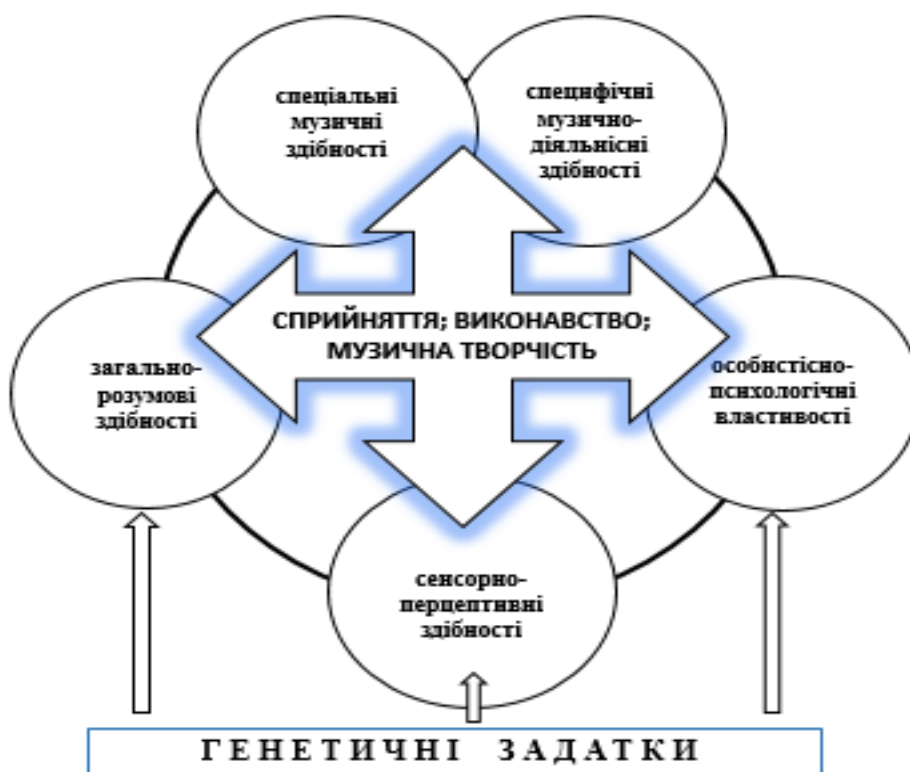 спеціальні
музичні
здібності
специфічні
музично-
діяльнісні
здібності
СПРИЙНЯТТЯ; ВИКОНАВСТВО;
МУЗИЧНА ТВОРЧІСТЬ
загально-
розумові
здібності
особистісно-
психологічні
властивості
сенсорно-
перцептивні
здібності
ГЕНЕТИЧНІ ЗАДАТКИ